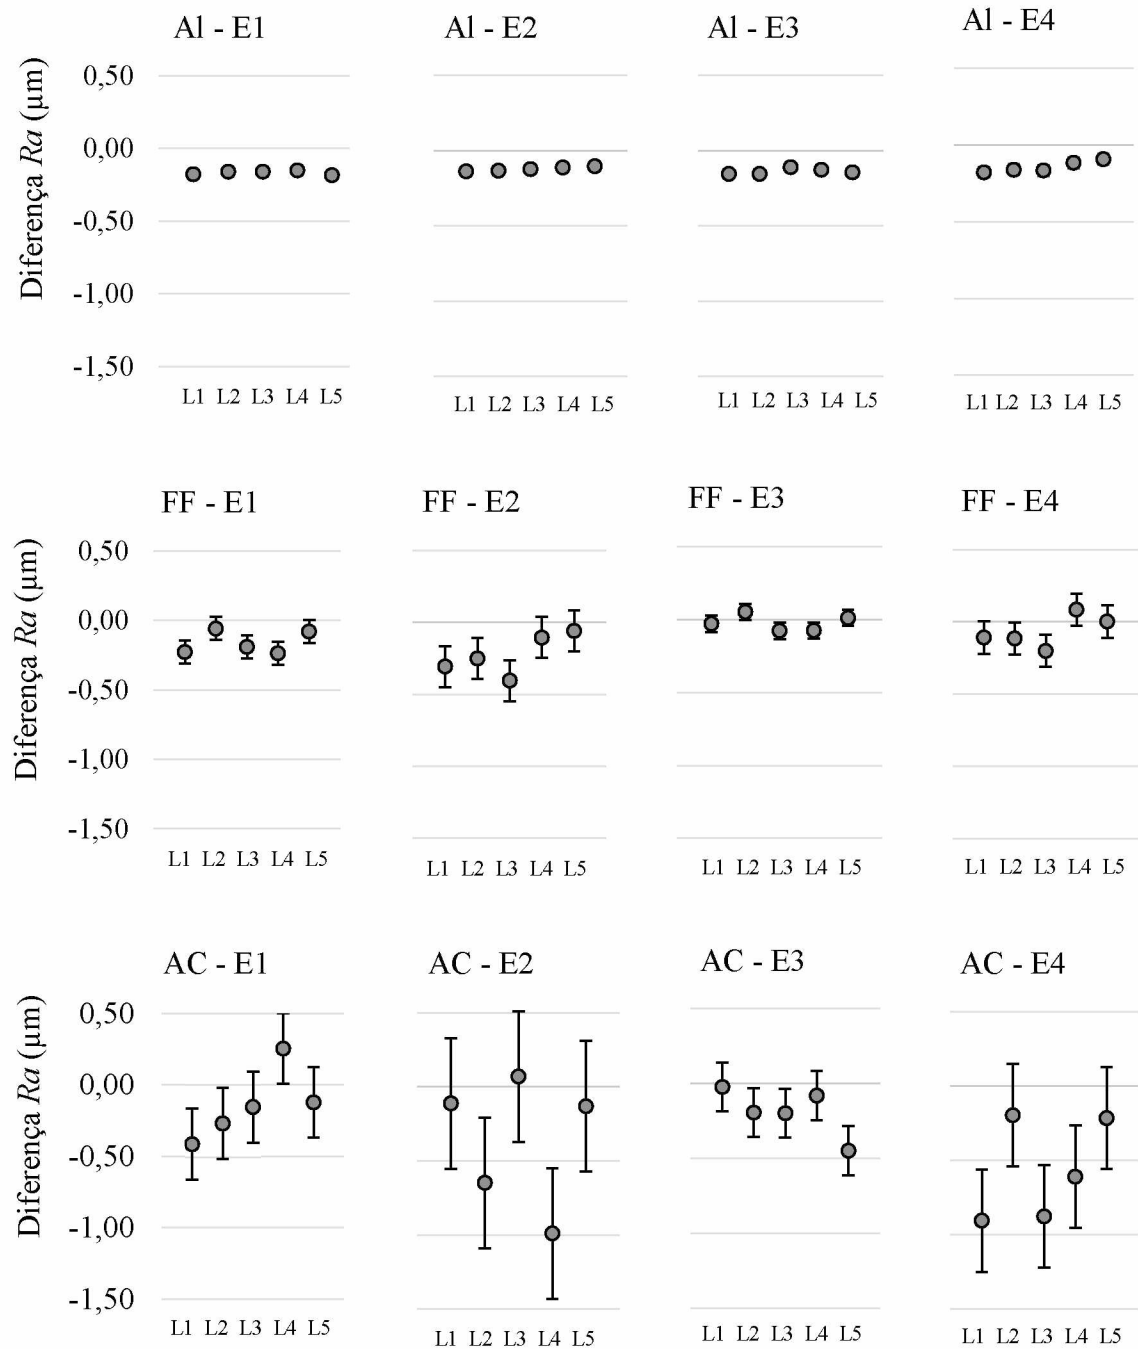 Al - E1
Al - E2
Al - E3
Al - E4
Diferença Ra (µm)
0,50
0,00
-0,50
-1,00
-1,50
L1 L2 L3 L4 L5
L1 L2 L3 L4 L5
L1 L2 L3 L4 L5
L1 L2 L3 L4 L5
FF - E1
FF - E2
FF - E3
FF - E4
Diferença Ra (µm)
0,50
0,00
-0,50
-1,00
-1,50
L1 L2 L3 L4 L5
L1 L2 L3 L4 L5
L1 L2 L3 L4 L5
L1 L2 L3 L4 L5
AC - E1
AC - E2
AC - E3
AC - E4
Diferença Ra (µm)
0,50
0,00
-0,50
-1,00
-1,50
L1 L2 L3 L4 L5
L1 L2 L3 L4 L5
L1 L2 L3 L4 L5
L1 L2 L3 L4 L5